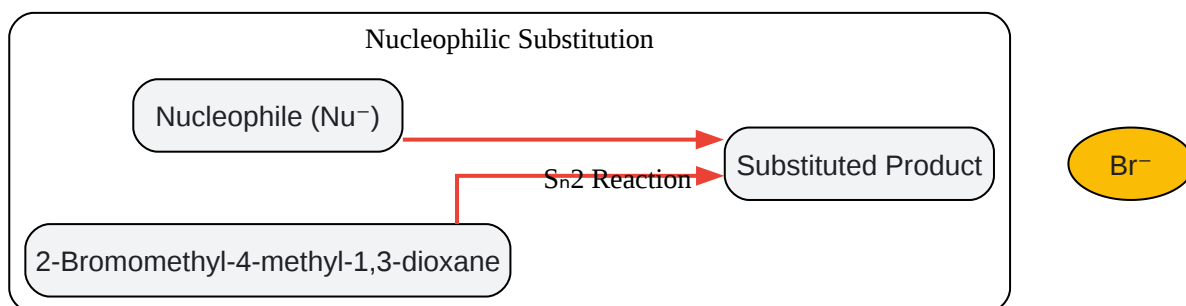 Nucleophilic Substitution
Nucleophile (Nu⁻)
Substituted Product
Br⁻
Sₙ2 Reaction
2-Bromomethyl-4-methyl-1,3-dioxane